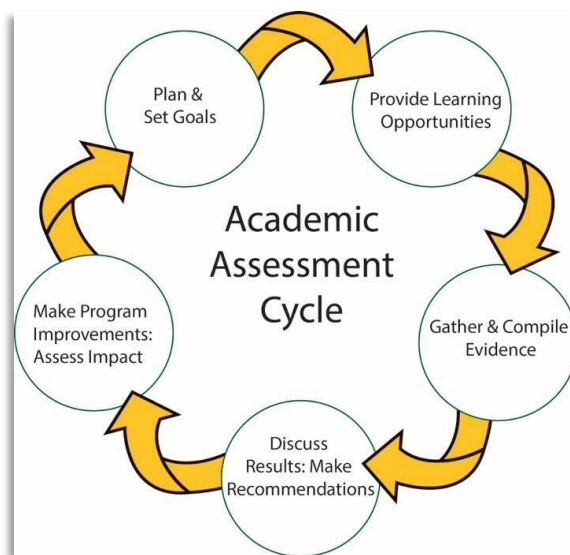 Plan &
Set Goals
Provide Learning
Opportunities
Academic
Assessment
Cycle
Make Program
Improvements:
Assess Impact
Gather & Compile
Evidence
Discuss
Results: Make
Recommendations